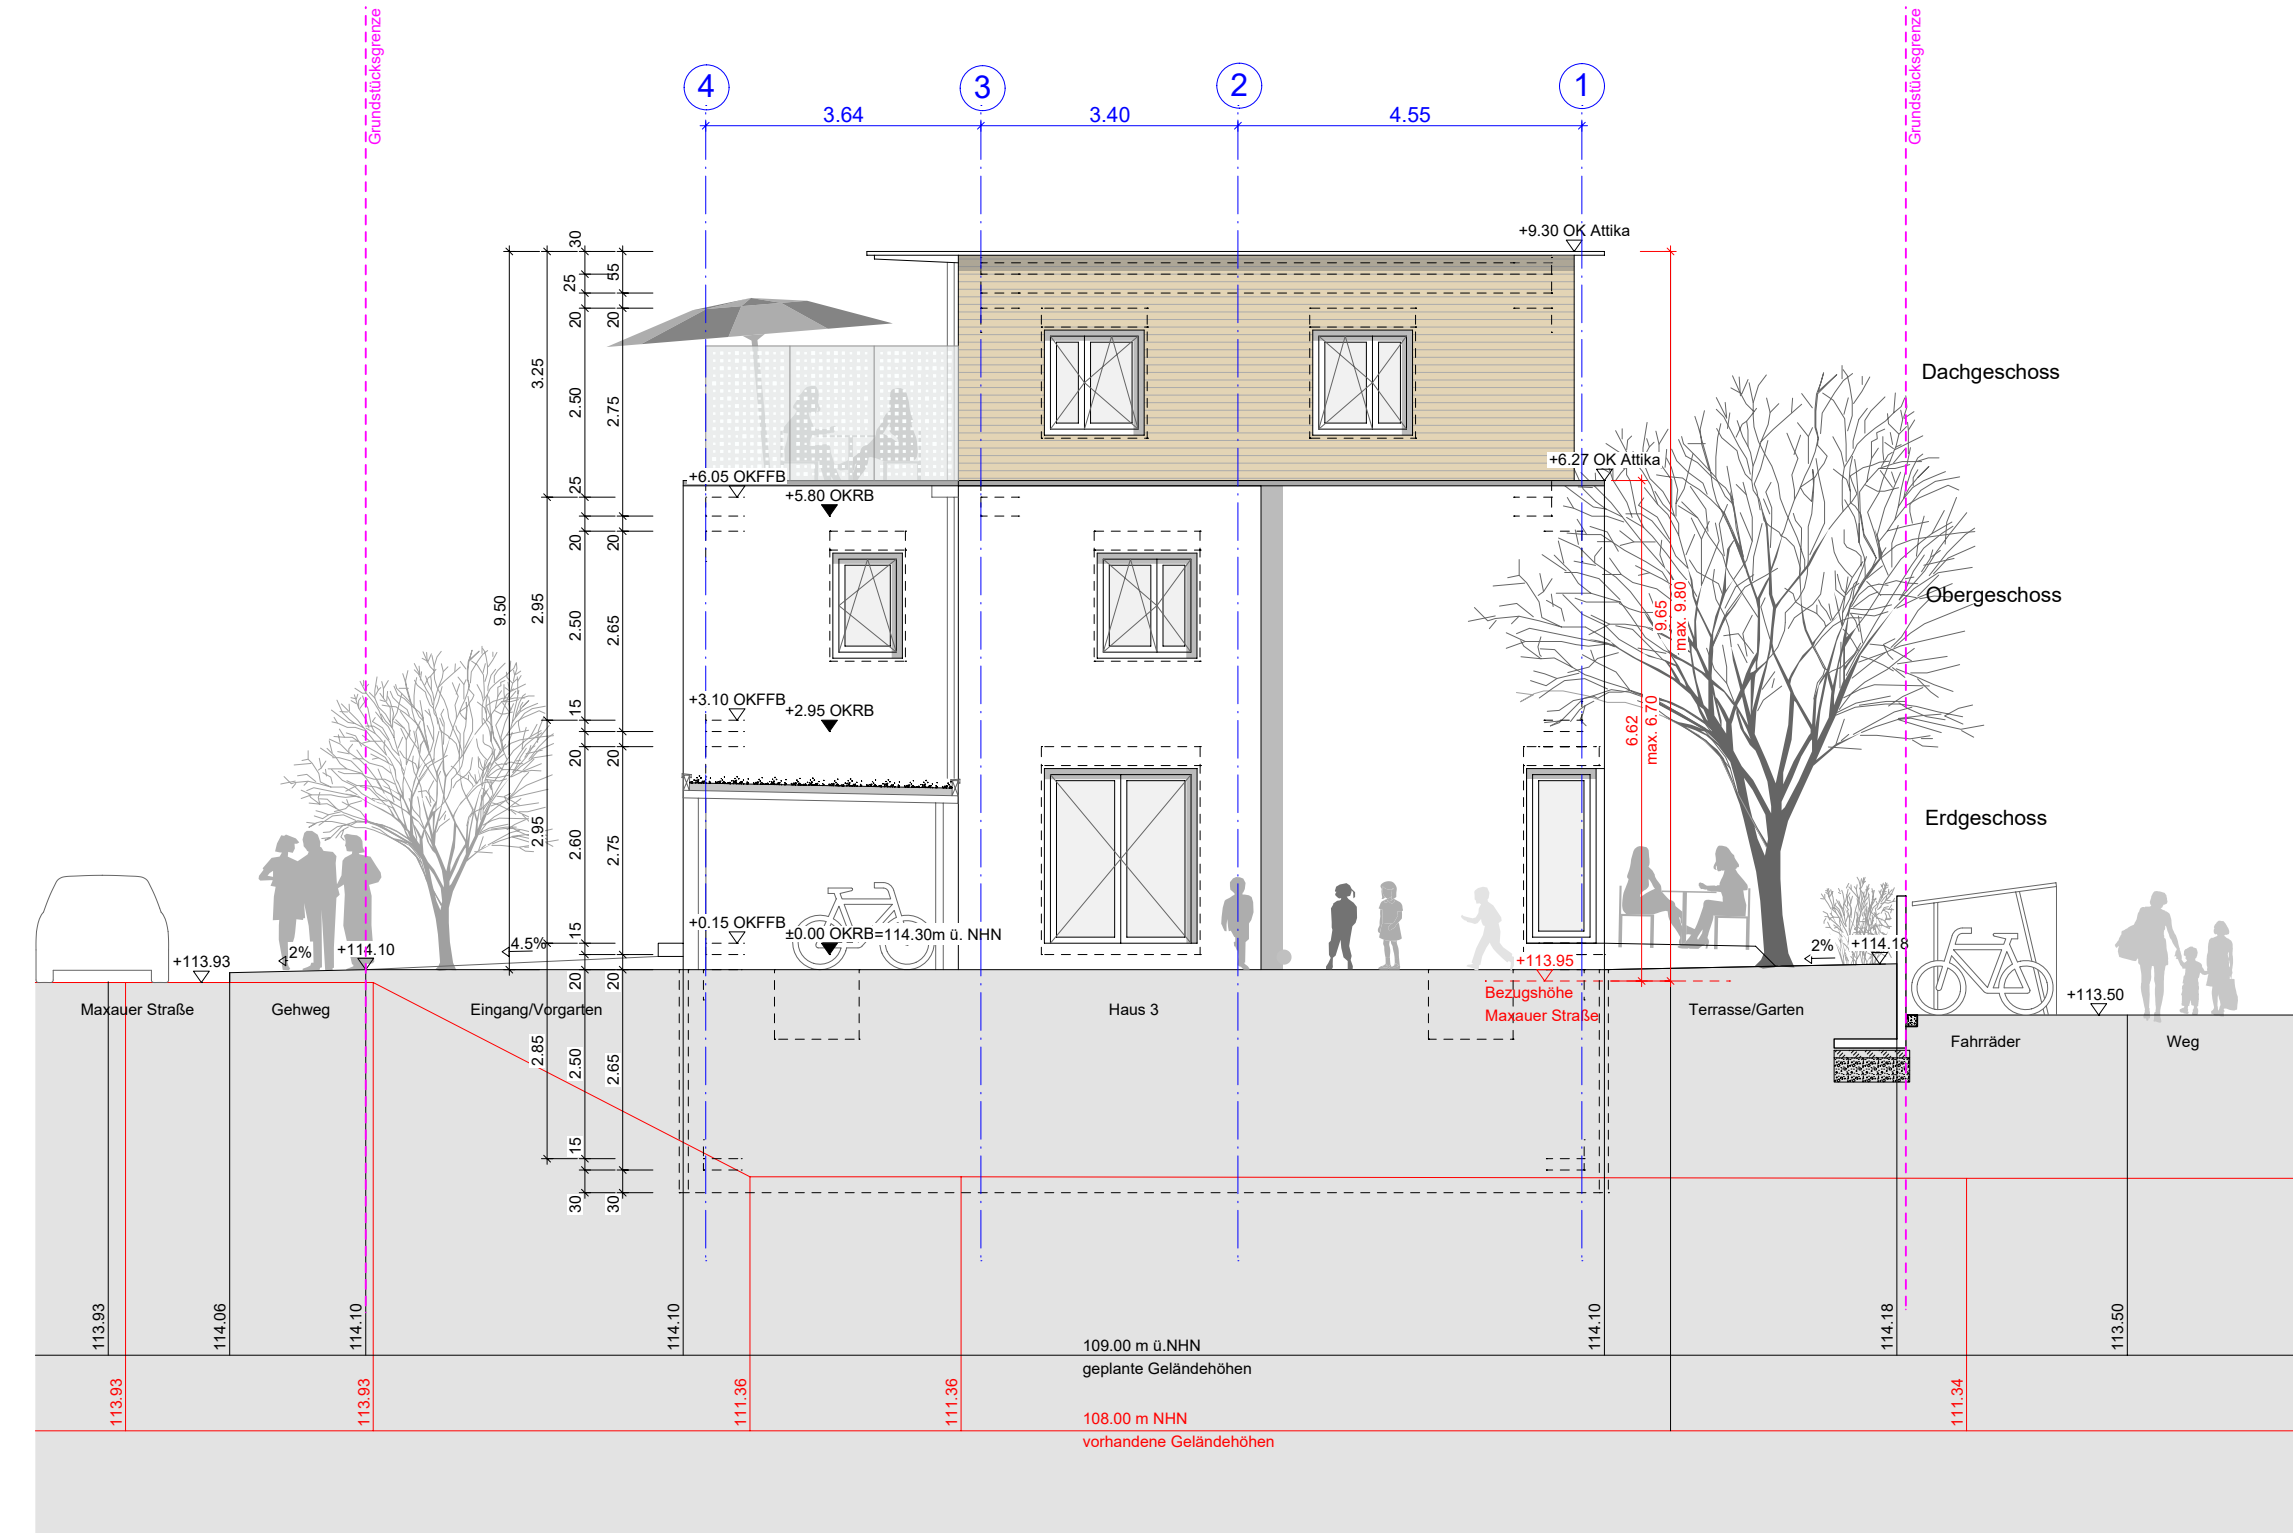 Grundstücksgrenze
Grundstücksgrenze
4
3
2
1
3.64
3.40
4.55
+9.30 OK Attika
30
55
25
20
20
3.25
2.50
2.75
Dachgeschoss
+6.27 OK Attika
+6.05 OKFFB
+5.80 OKRB
25
20
20
9.50
2.95
2.50
2.65
9.65
max. 9.80
Obergeschoss
+3.10 OKFFB
+2.95 OKRB
15
20
20
6.62
max. 6.70
2.95
2.60
2.75
Erdgeschoss
+0.15 OKFFB
±0.00 OKRB=114.30m ü. NHN
15
4.5%
2%
+114.10
+113.93
2%
+114.18
+113.95
Bezugshöhe
Maxauer Straße
+113.50
20
20
Maxauer Straße
Gehweg
Eingang/Vorgarten
Haus 3
Terrasse/Garten
Fahrräder
Weg
2.85
2.50
2.65
15
30
30
113.93
114.06
114.10
114.10
114.10
114.18
113.50
109.00 m ü.NHN
geplante Geländehöhen
113.93
113.93
111.36
111.36
111.34
108.00 m NHN
vorhandene Geländehöhen